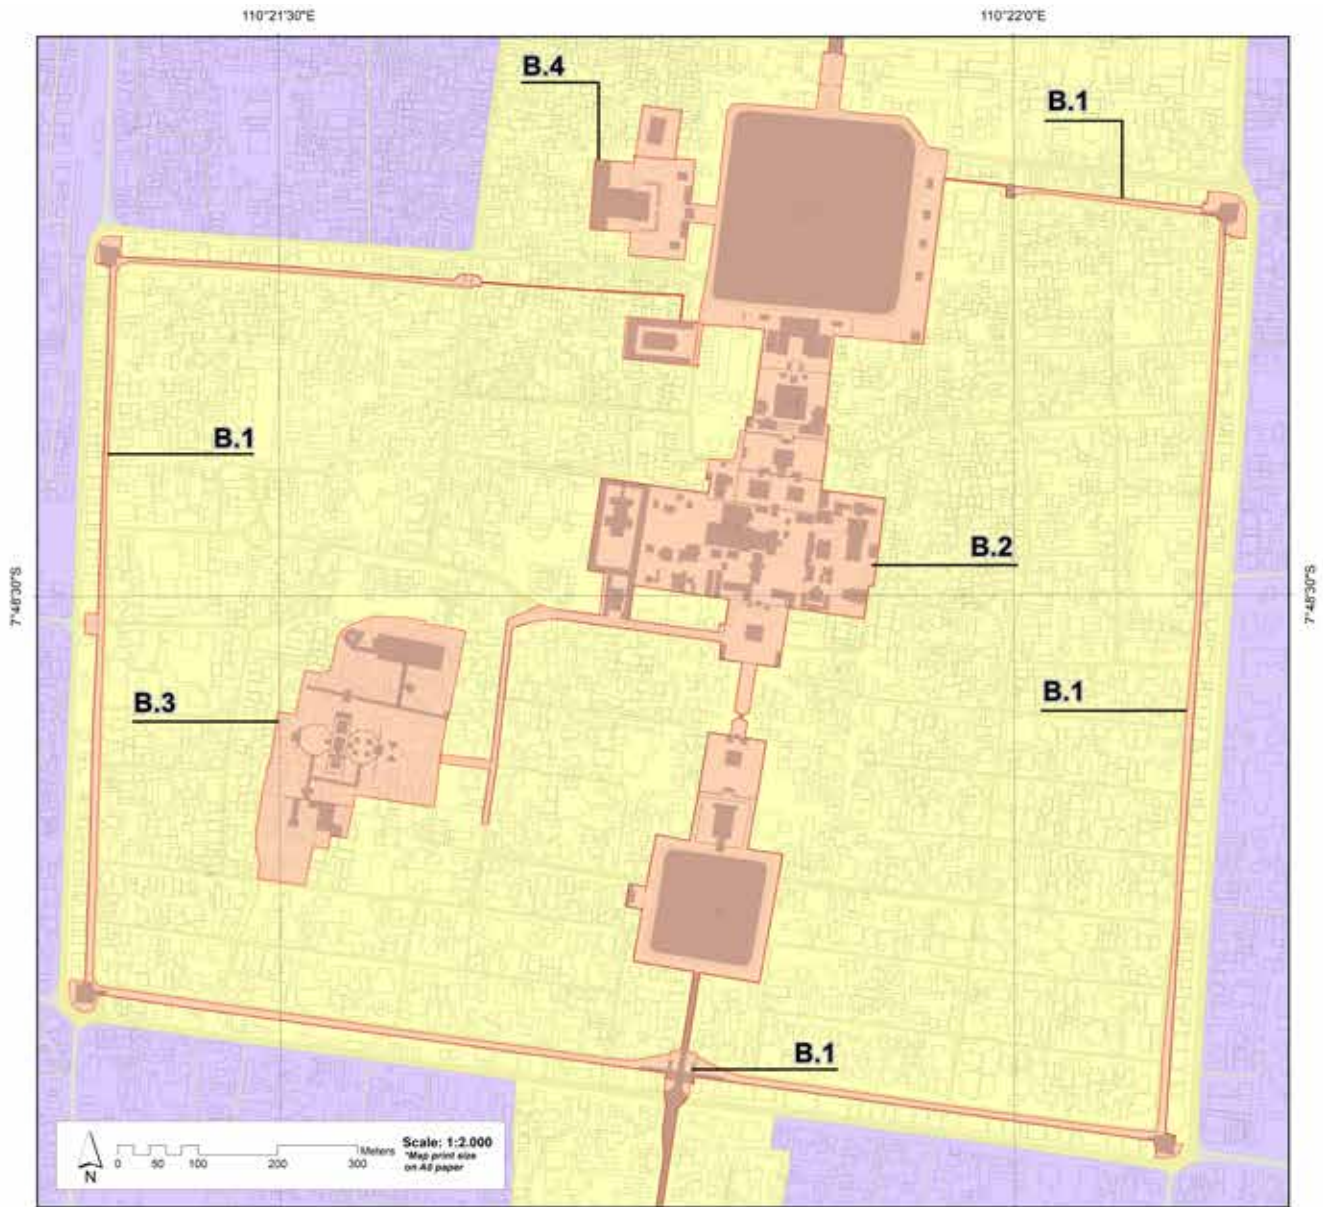 110°21'30"E
110°22'0"E
B.4
B.1
B.1
B.2
7°48'30"S
7°48'30"S
B.3
B.1
B.1
Scale: 1:2.000
*Map print size
on A0 paper
0 50 100 200 300 Meters
N